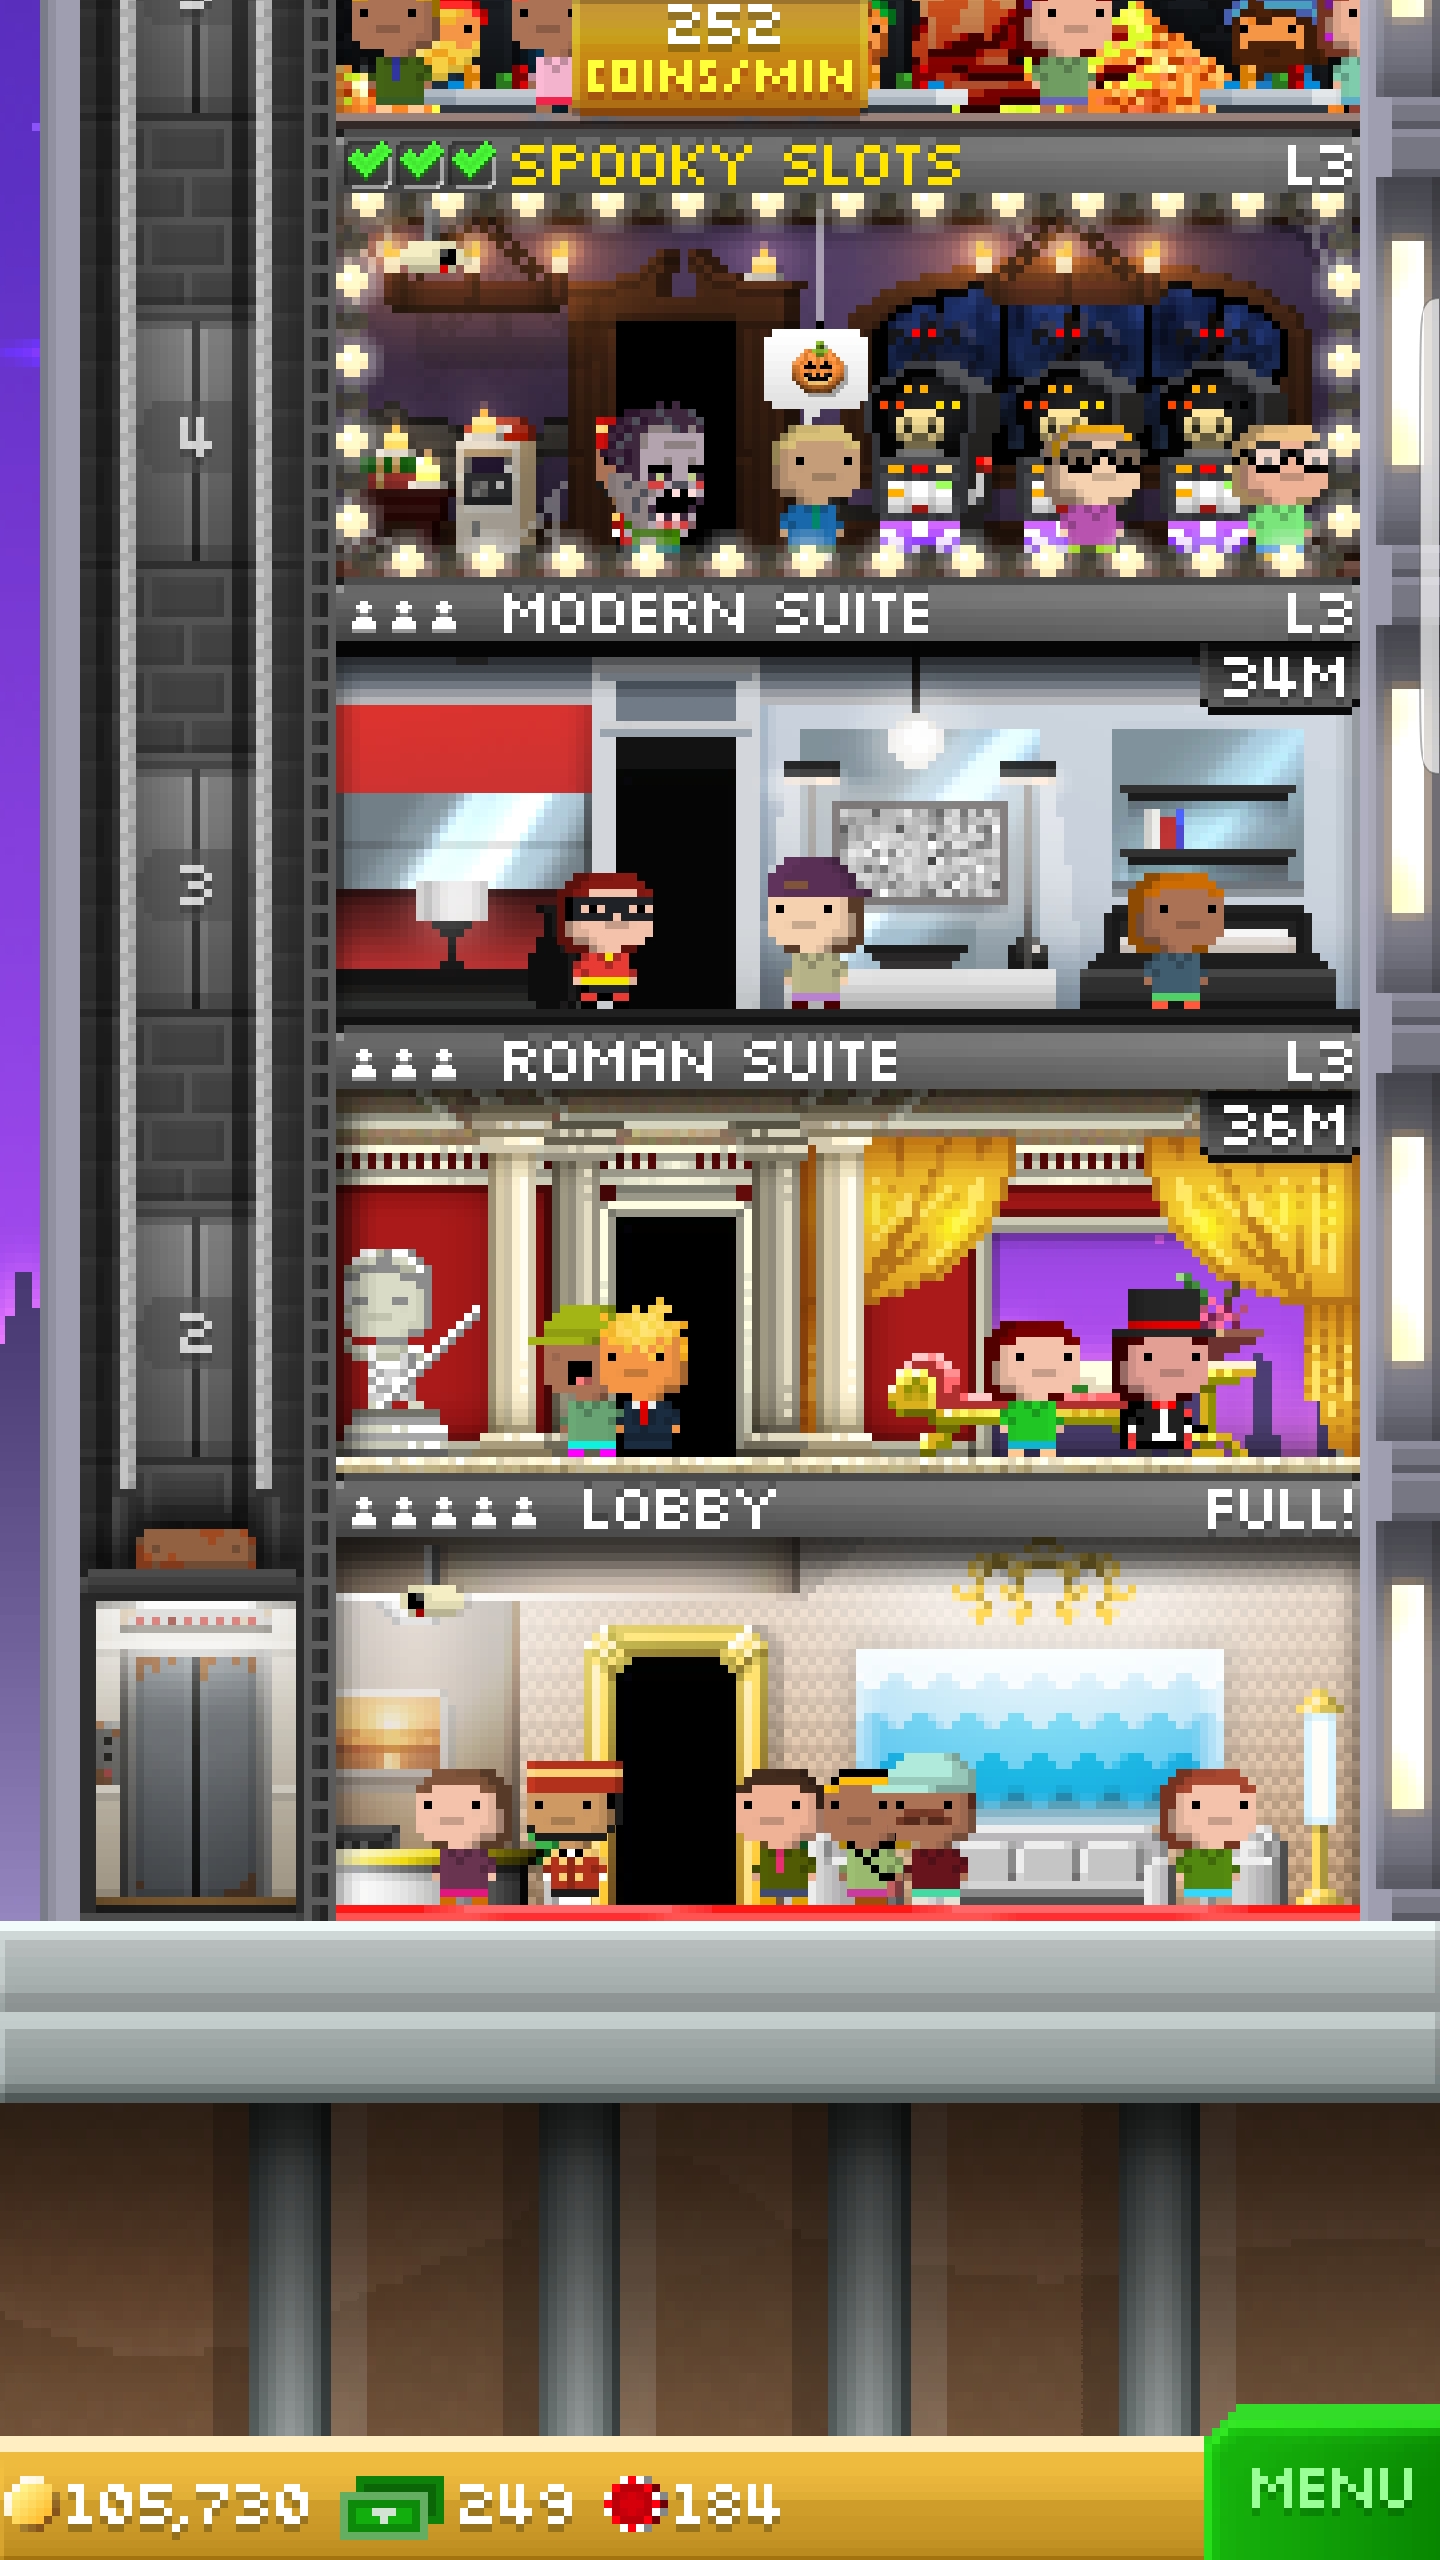 252
COINS/MIN
SPOOKY SLOTS L3
4
MODERN SUITE L3
34M
3
ROMAN SUITE L3
36M
2
LOBBY FULL!
105,730 249 184
MENU